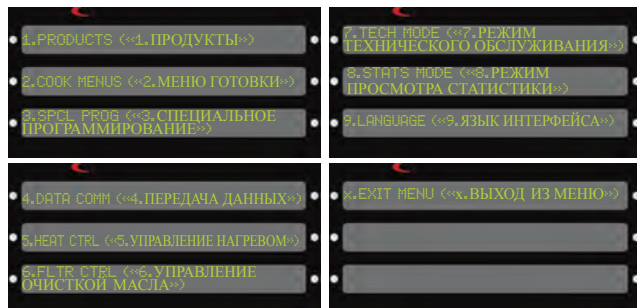 1.PRODUCTS («1.ПРОДУКТЫ»)
2.COOK MENUS («2.МЕНЮ ГОТОВКИ»)
3.SPCL PROG («3.СПЕЦИАЛЬНОЕ
ПРОГРАММИРОВАНИЕ»)
7.TECH MODE («7.РЕЖИМ
ТЕХНИЧЕСКОГО ОБСЛУЖИВАНИЯ»)
8.STATS MODE («8.РЕЖИМ
ПРОСМОТРА СТАТИСТИКИ»)
9.LANGUAGE («9.ЯЗЫК ИНТЕРФЕЙСА»)
4.DATA COMM («4.ПЕРЕДАЧА ДАННЫХ»)
5.HEAT CTRL («5.УПРАВЛЕНИЕ НАГРЕВОМ»)
6.FLTR CTRL («6.УПРАВЛЕНИЕ
ОЧИСТКОЙ МАСЛА»)
x.EXIT MENU («x.ВЫХОД ИЗ МЕНЮ»)